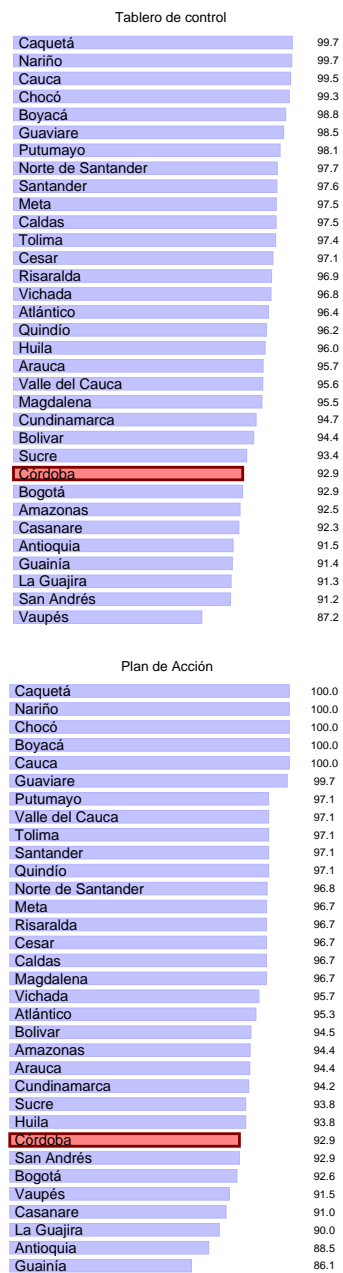 Tablero de control
Caquetá 99.7
Nariño 99.7
Cauca 99.5
Chocó 99.3
Boyacá 98.8
Guaviare 98.5
Putumayo 98.1
Norte de Santander 97.7
Santander 97.6
Meta 97.5
Caldas 97.5
Tolima 97.4
Cesar 97.1
Risaralda 96.9
Vichada 96.8
Atlántico 96.4
Quindío 96.2
Huila 96.0
Arauca 95.7
Valle del Cauca 95.6
Magdalena 95.5
Cundinamarca 94.7
Bolivar 94.4
Sucre 93.4
Córdoba 92.9
Bogotá 92.9
Amazonas 92.5
Casanare 92.3
Antioquia 91.5
Guainía 91.4
La Guajira 91.3
San Andrés 91.2
Vaupés 87.2
Plan de Acción
Caquetá 100.0
Nariño 100.0
Chocó 100.0
Boyacá 100.0
Cauca 100.0
Guaviare 99.7
Putumayo 97.1
Valle del Cauca 97.1
Tolima 97.1
Santander 97.1
Quindío 97.1
Norte de Santander 96.8
Meta 96.7
Risaralda 96.7
Cesar 96.7
Caldas 96.7
Magdalena 96.7
Vichada 95.7
Atlántico 95.3
Bolivar 94.5
Amazonas 94.4
Arauca 94.4
Cundinamarca 94.2
Sucre 93.8
Huila 93.8
Córdoba 92.9
San Andrés 92.9
Bogotá 92.6
Vaupés 91.5
Casanare 91.0
La Guajira 90.0
Antioquia 88.5
Guainía 86.1